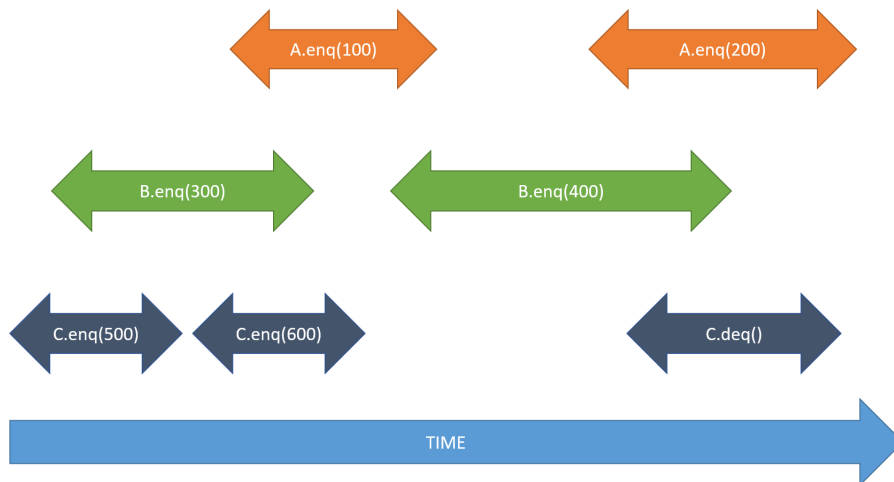 A.enq(100)
A.enq(200)
B.enq(300)
B.enq(400)
C.enq(500)
C.enq(600)
C.deq()
TIME